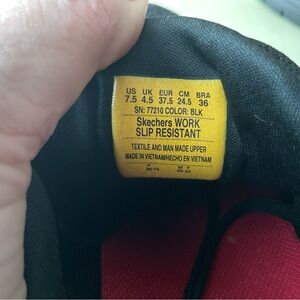 US UK EUR CM BRA
7.5 4.5 37.5 24.5 36
SN: 77210 COLOR: BLK
Skechers WORK
SLIP RESISTANT
TEXTILE AND MAN MADE UPPER
MADE IN VIETNAM/HECHO EN VIETNAM